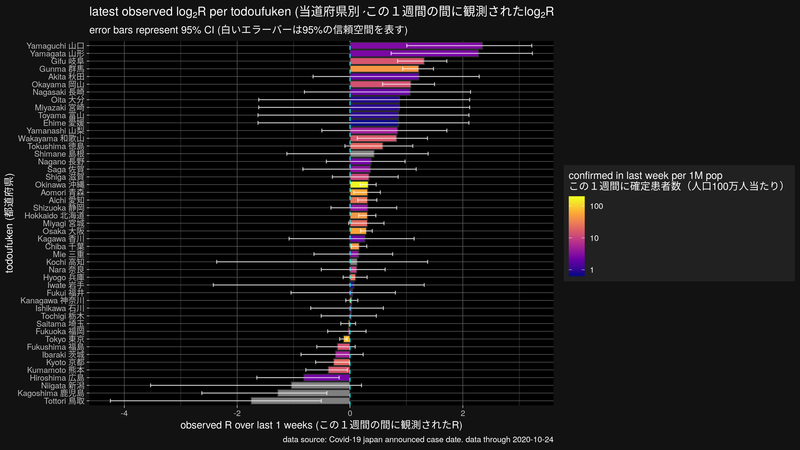 latest observed log₂R per todoufuken (当道府県別、この１週間の間に観測されたlog₂R
error bars represent 95% CI (白いエラーバーは95%の信頼空間を表す)
Yamaguchi 山口
Yamagata 山形
Gifu 岐阜
Gunma 群馬
Akita 秋田
Okayama 岡山
Nagasaki 長崎
Oita 大分
Miyazaki 宮崎
Toyama 富山
Ehime 愛媛
Yamanashi 山梨
Wakayama 和歌山
Tokushima 徳島
Shimane 島根
Nagano 長野
Saga 佐賀
Shiga 滋賀
Okinawa 沖縄
Aomori 青森
Aichi 愛知
Shizuoka 静岡
Hokkaido 北海道
Miyagi 宮城
Osaka 大阪
Kagawa 香川
Chiba 千葉
Mie 三重
Kochi 高知
Nara 奈良
Hyogo 兵庫
Iwate 岩手
Fukui 福井
Kanagawa 神奈川
Ishikawa 石川
Tochigi 栃木
Saitama 埼玉
Fukuoka 福岡
Tokyo 東京
Fukushima 福島
Ibaraki 茨城
Kyoto 京都
Kumamoto 熊本
Hiroshima 広島
Niigata 新潟
Kagoshima 鹿児島
Tottori 鳥取
todoufuken (都道府県)
-4 -2 0 2
observed R over last 1 weeks (この１週間の間に観測されたR)
data source: Covid-19 japan announced case date. data through 2020-10-24
confirmed in last week per 1M pop
この１週間に確定患者数（人口100万人当たり）
100
10
1